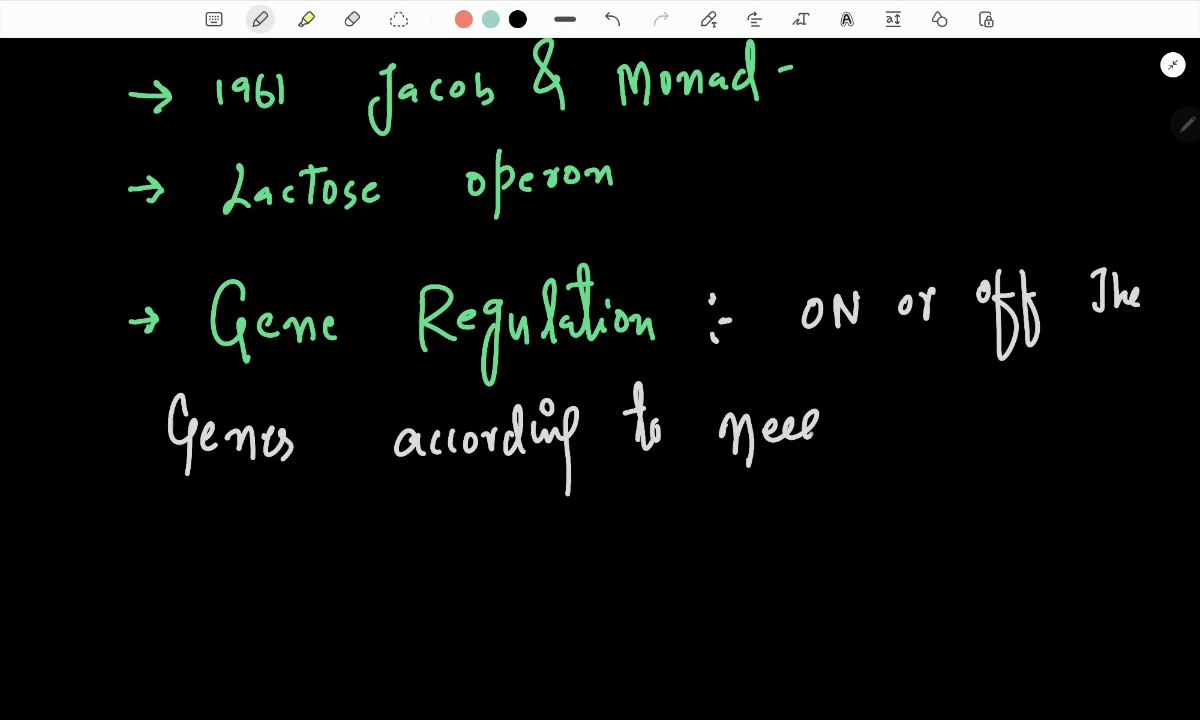 → 1961 Jacob & Monad -
→ Lactose operon
→ Gene Regulation :- ON or off The
Genes according to neee